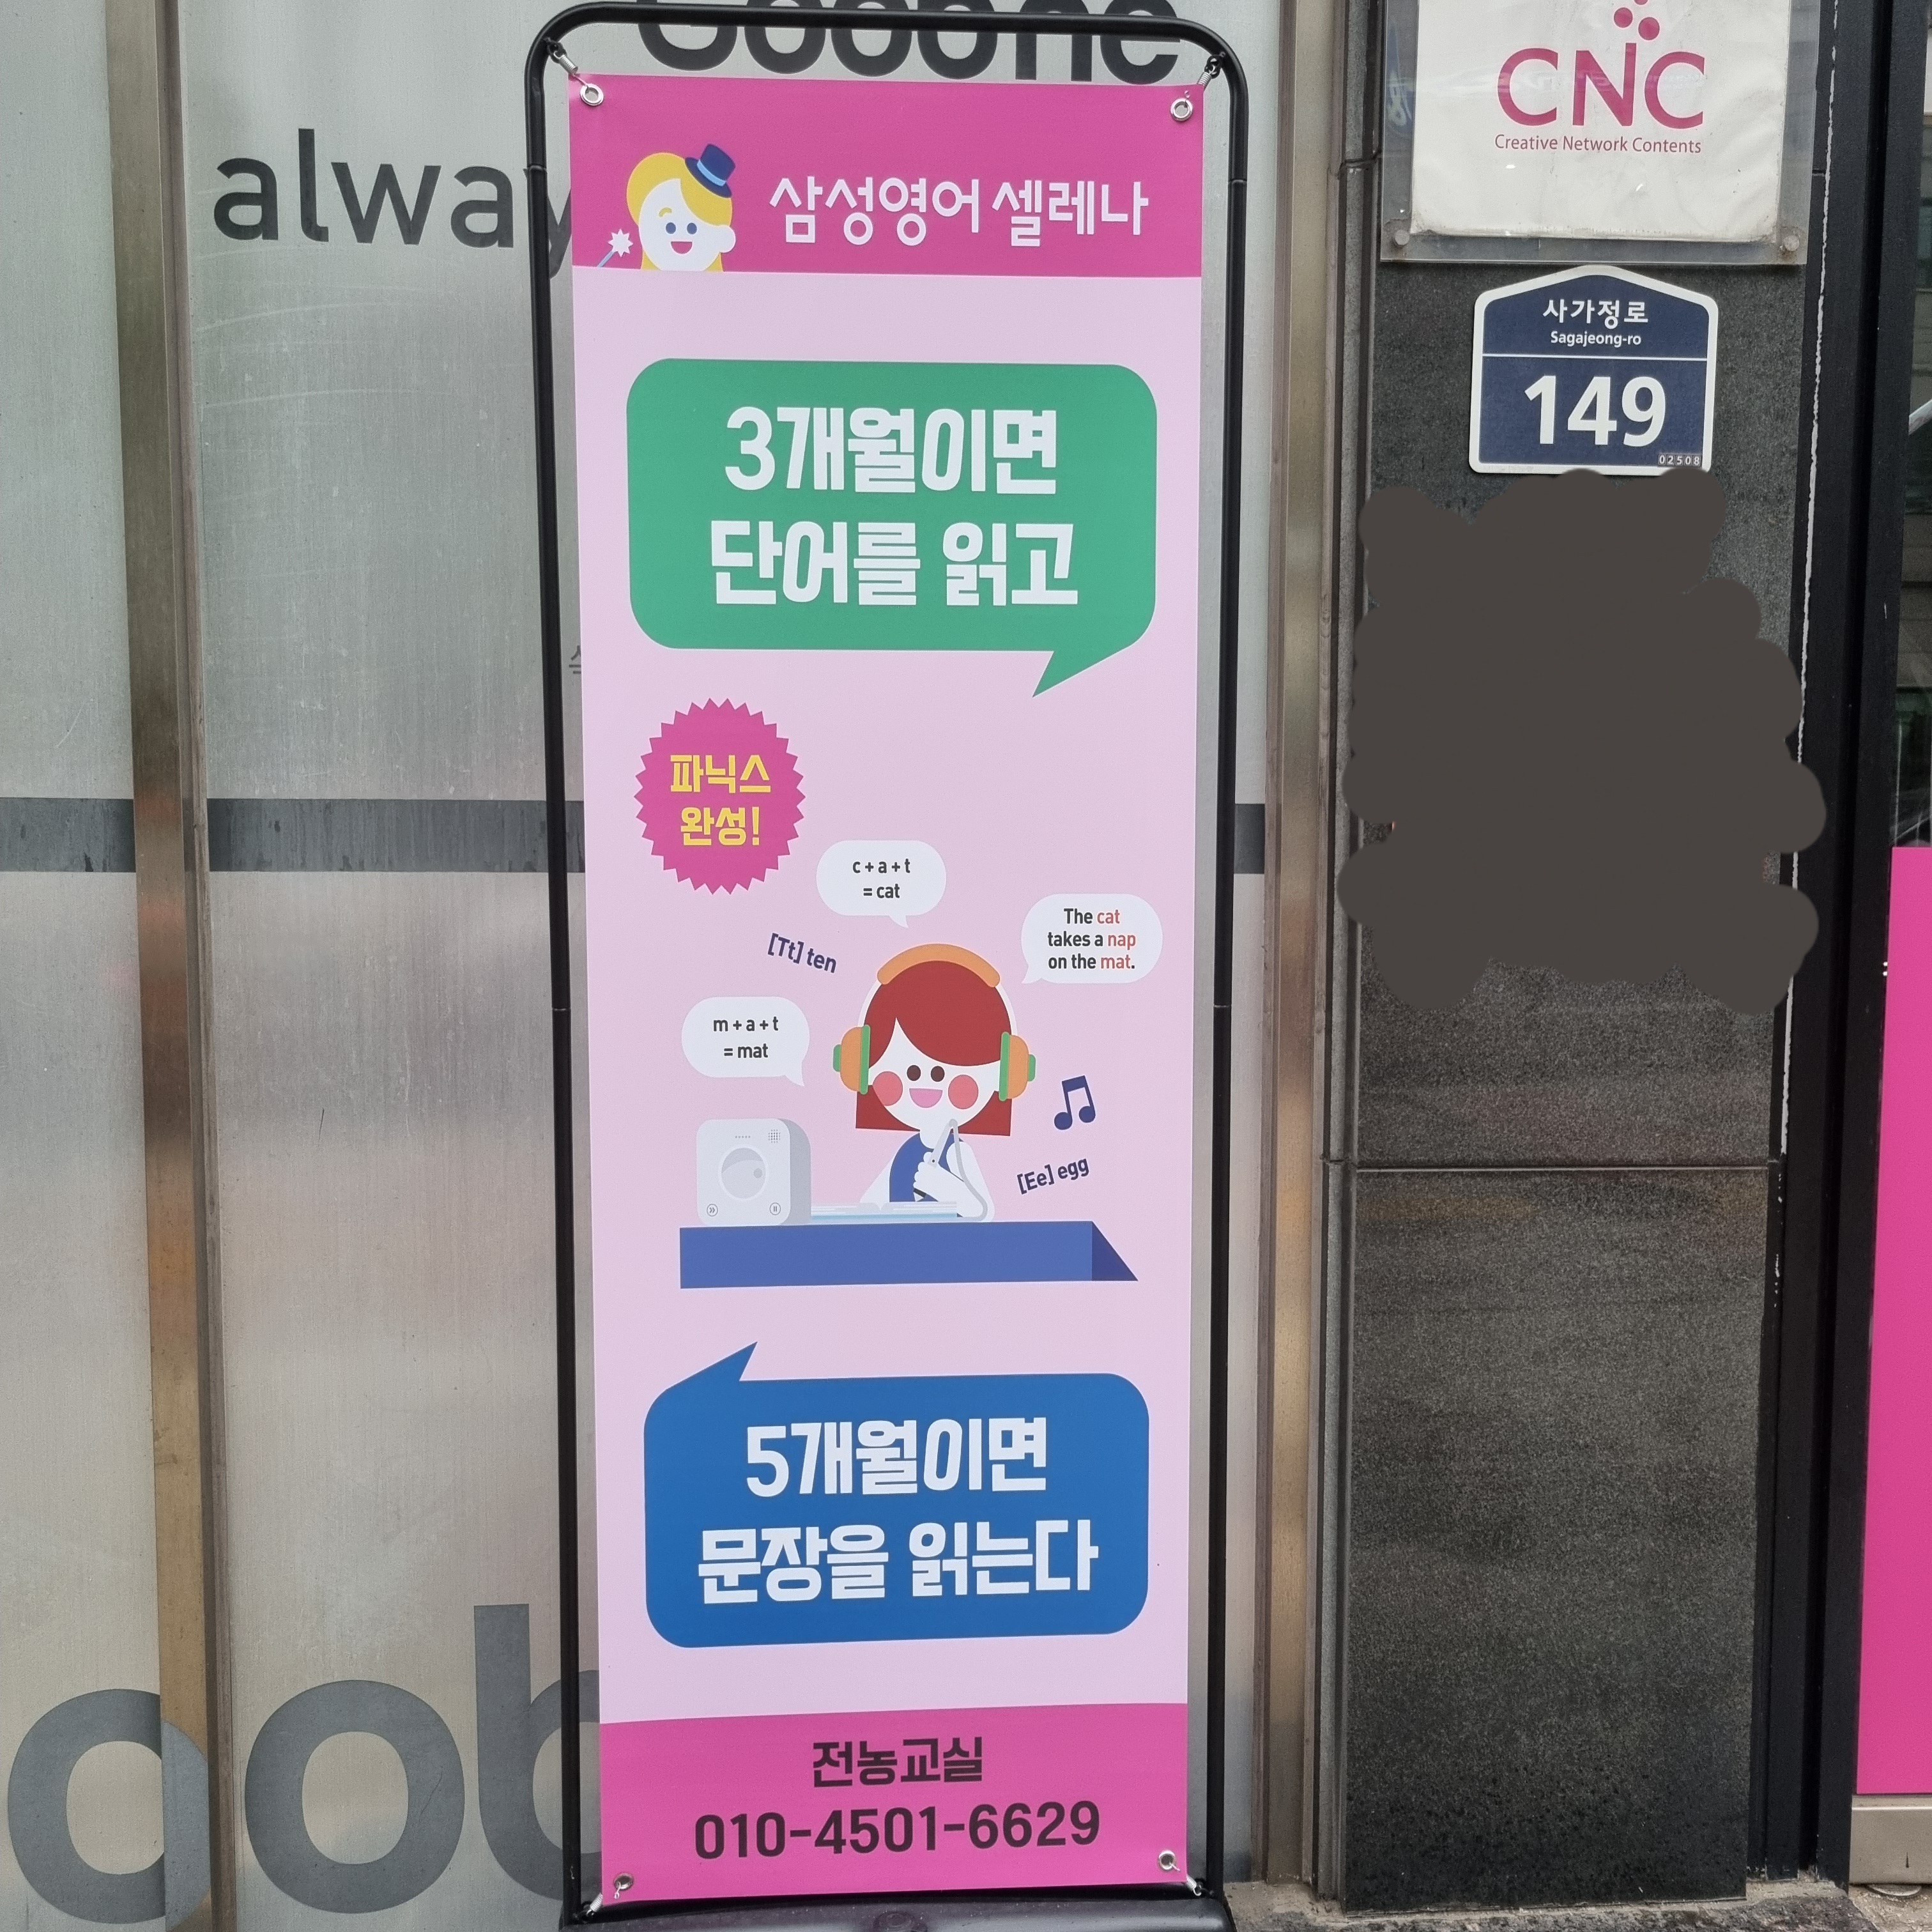 always
삼성영어 셀레나
3개월이면
단어를 읽고
파닉스
완성!
c + a + t
= cat
The cat
takes a nap
on the mat.
[Tt] ten
m + a + t
= mat
[Ee] egg
5개월이면
문장을 읽는다
전농교실
010-4501-6629
CNC
Creative Network Contents
사가정로
Sagajeong-ro
149
02508